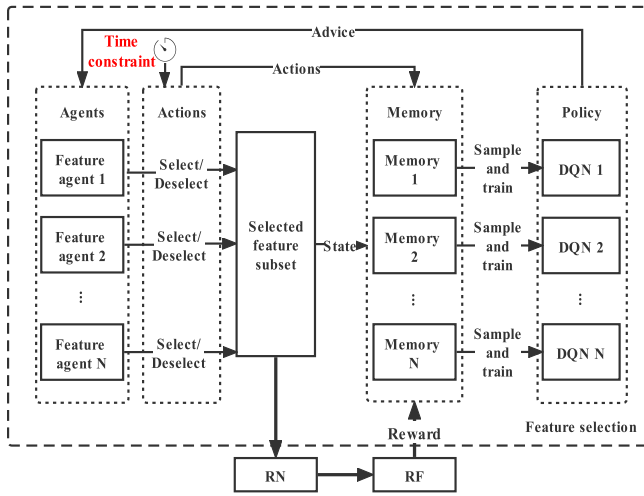 Advice
Time
constraint
Actions
Agents
Actions
Memory
Policy
Feature
agent 1
Select/
Deselect
Memory
1
Sample
and
train
DQN 1
Selected
feature
subset
Feature
agent 2
Select/
Deselect
State
Memory
2
Sample
and
train
DQN 2
...
...
...
Feature
agent N
Select/
Deselect
Memory
N
Sample
and
train
DQN N
Reward
Feature selection
RN
RF